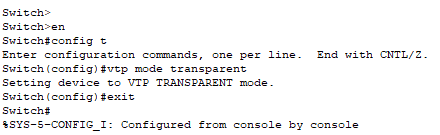 Switch>
Switch>en
Switch#config t
Enter configuration commands, one per line.  End with CNTL/Z.
Switch(config)#vtp mode transparent
Setting device to VTP TRANSPARENT mode.
Switch(config)#exit
Switch#
%SYS-5-CONFIG_I: Configured from console by console